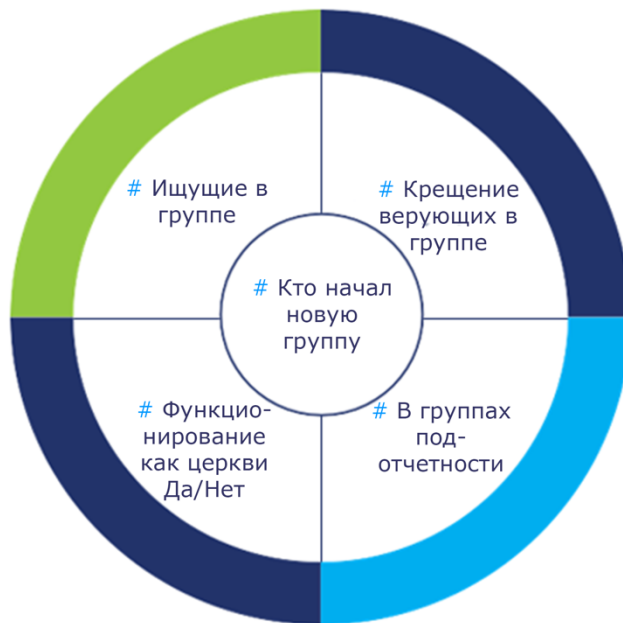 # Ищущие в
группе
# Крещение
верующих в
группе
# Кто начал
новую
группу
# Функцио-
нирование
как церкви
Да/Нет
# В группах
под-
отчетности